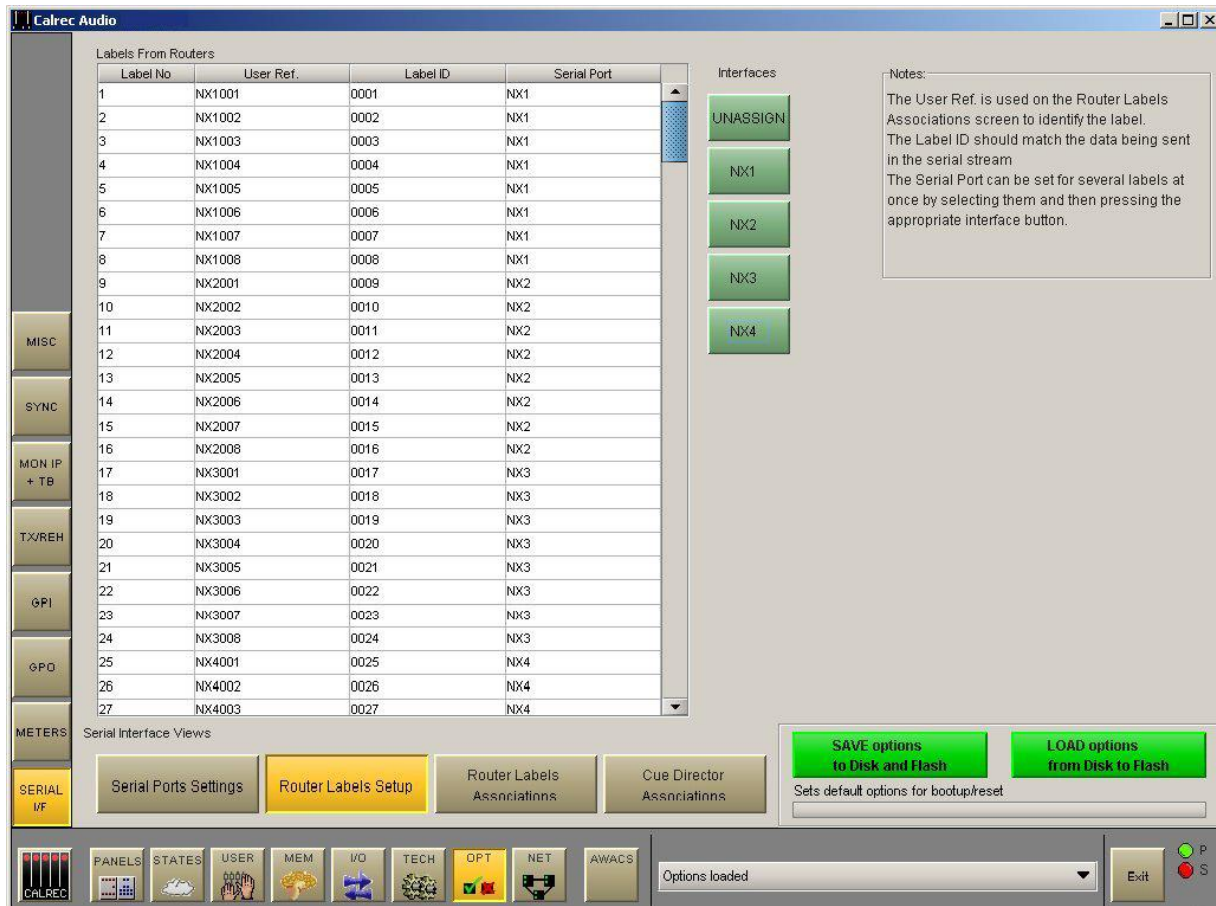 Calrec Audio
Labels From Routers
Label No User Ref. Label ID Serial Port
1 NX1001 0001 NX1
2 NX1002 0002 NX1
3 NX1003 0003 NX1
4 NX1004 0004 NX1
5 NX1005 0005 NX1
6 NX1006 0006 NX1
7 NX1007 0007 NX1
8 NX1008 0008 NX1
9 NX2001 0009 NX2
10 NX2002 0010 NX2
11 NX2003 0011 NX2
12 NX2004 0012 NX2
13 NX2005 0013 NX2
14 NX2006 0014 NX2
15 NX2007 0015 NX2
16 NX2008 0016 NX2
17 NX3001 0017 NX3
18 NX3002 0018 NX3
19 NX3003 0019 NX3
20 NX3004 0020 NX3
21 NX3005 0021 NX3
22 NX3006 0022 NX3
23 NX3007 0023 NX3
24 NX3008 0024 NX3
25 NX4001 0025 NX4
26 NX4002 0026 NX4
27 NX4003 0027 NX4
Interfaces
UNASSIGN
NX1
NX2
NX3
NX4
Notes:
The User Ref. is used on the Router Labels
Associations screen to identify the label.
The Label ID should match the data being sent
in the serial stream
The Serial Port can be set for several labels at
once by selecting them and then pressing the
appropriate interface button.
MISC
SYNC
MON IP
+ TB
TX/REH
GPI
GPO
METERS
SERIAL
I/F
Serial Interface Views
Serial Ports Settings
Router Labels Setup
Router Labels
Associations
Cue Director
Associations
SAVE options
to Disk and Flash
LOAD options
from Disk to Flash
Sets default options for bootup/reset
CALREC
PANELS
STATES
USER
MEM
I/O
TECH
OPT
NET
AWACS
Options loaded
Exit
P
S